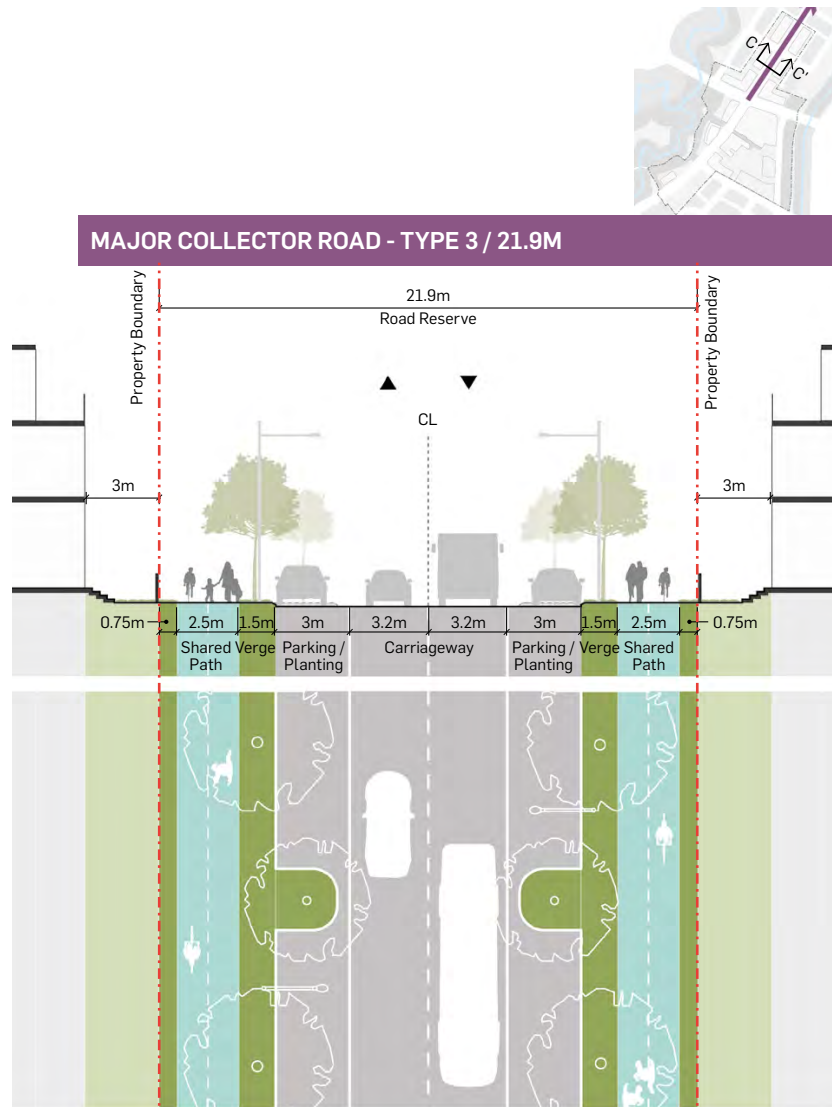 C
C'
MAJOR COLLECTOR ROAD - TYPE 3 / 21.9M
Property Boundary
21.9m
Road Reserve
Property Boundary
CL
3m
3m
0.75m
2.5m
1.5m
3m
3.2m
3.2m
3m
1.5m
2.5m
0.75m
Shared
Path
Verge
Parking /
Planting
Carriageway
Parking /
Planting
Verge
Shared
Path